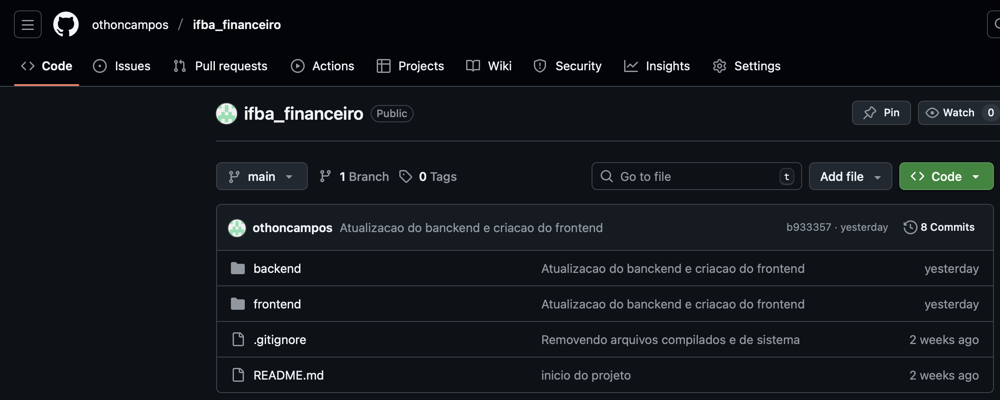 othoncampos / ifba_financeiro
Code Issues Pull requests Actions Projects Wiki Security Insights Settings
ifba_financeiro Public Pin Watch 0
main 1 Branch 0 Tags Go to file t Add file Code
othoncampos Atualizacao do banckend e criacao do frontend b933357 · yesterday 8 Commits
backend Atualizacao do banckend e criacao do frontend yesterday
frontend Atualizacao do banckend e criacao do frontend yesterday
.gitignore Removendo arquivos compilados e de sistema 2 weeks ago
README.md inicio do projeto 2 weeks ago